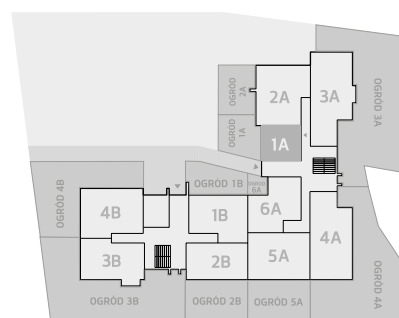 OGRÓD
2A
2A
3A
OGRÓD 3A
OGRÓD
1A
1A
OGRÓD 4B
OGRÓD 1B
OGRÓD
6A
4B
1B
6A
4A
3B
2B
5A
OGRÓD 3B
OGRÓD 2B
OGRÓD 5A
OGRÓD 4A